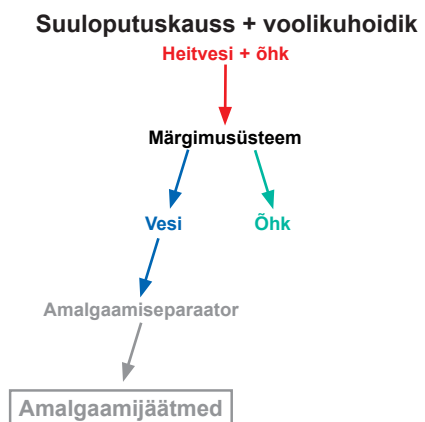 Suuloputuskauss + voolikuhoidik
Heitvesi + õhk
Märgimusüsteem
Vesi
Õhk
Amalgaamiseparaator
Amalgaamijäätmed